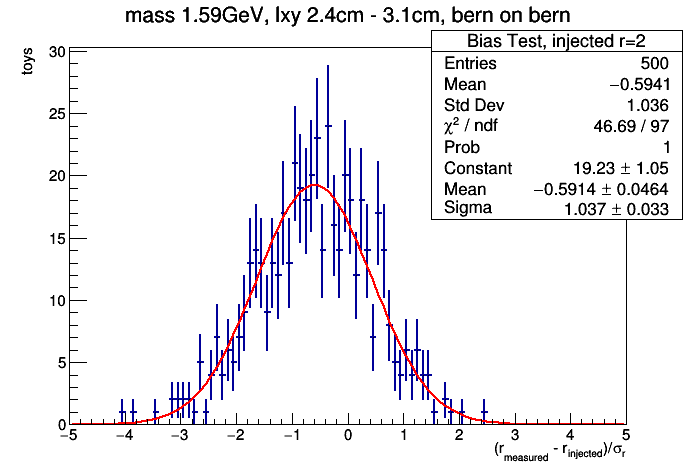 mass 1.59GeV, lxy 2.4cm - 3.1cm, bern on bern
Bias Test, injected r=2
Entries 500
Mean −0.5941
Std Dev 1.036
χ² / ndf 46.69 / 97
Prob 1
Constant 19.23 ± 1.05
Mean −0.5914 ± 0.0464
Sigma 1.037 ± 0.033
toys
30
25
20
15
10
5
0
−5 −4 −3 −2 −1 0 1 2 3 4 5
(r_measured - r_injected)/σ_r